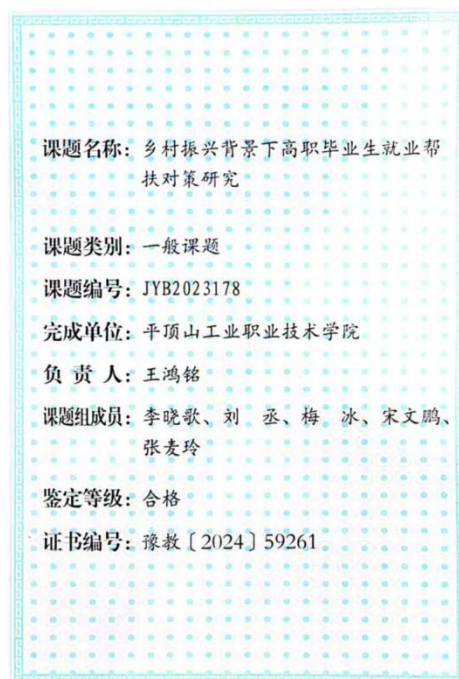 课题名称：乡村振兴背景下高职毕业生就业帮
扶对策研究
课题类别：一般课题
课题编号：JYB2023178
完成单位：平顶山工业职业技术学院
负 责 人：王鸿铭
课题组成员：李晓歌、刘　丞、梅　冰、宋文鹏、
张麦玲
鉴定等级：合格
证书编号：豫教〔2024〕59261